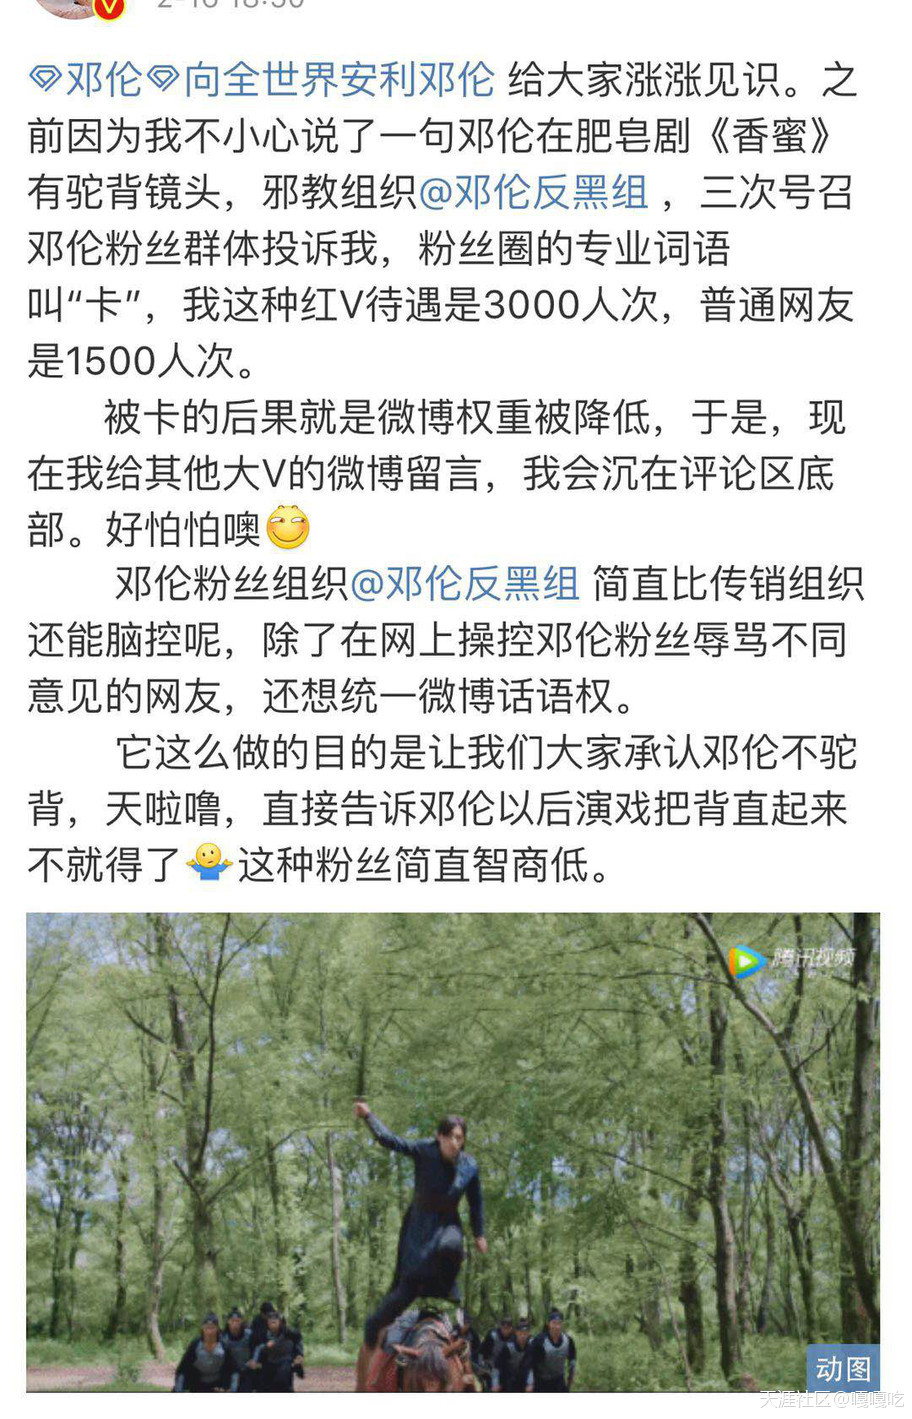 2-16 18:50
邓伦 向全世界安利邓伦 给大家涨涨见识。之
前因为我不小心说了一句邓伦在肥皂剧《香蜜》
有驼背镜头，邪教组织@邓伦反黑组，三次号召
邓伦粉丝群体投诉我，粉丝圈的专业词语
叫“卡”，我这种红V待遇是3000人次，普通网友
是1500人次。
被卡的后果就是微博权重被降低，于是，现
在我给其他大V的微博留言，我会沉在评论区底
部。好怕怕噢
邓伦粉丝组织@邓伦反黑组 简直比传销组织
还能脑控呢，除了在网上操控邓伦粉丝辱骂不同
意见的网友，还想统一微博话语权。
它这么做的目的是让我们大家承认邓伦不驼
背，天啦噜，直接告诉邓伦以后演戏把背直起来
不就得了 这种粉丝简直智商低。
腾讯视频
动图
天涯社区@嘎嘎吃